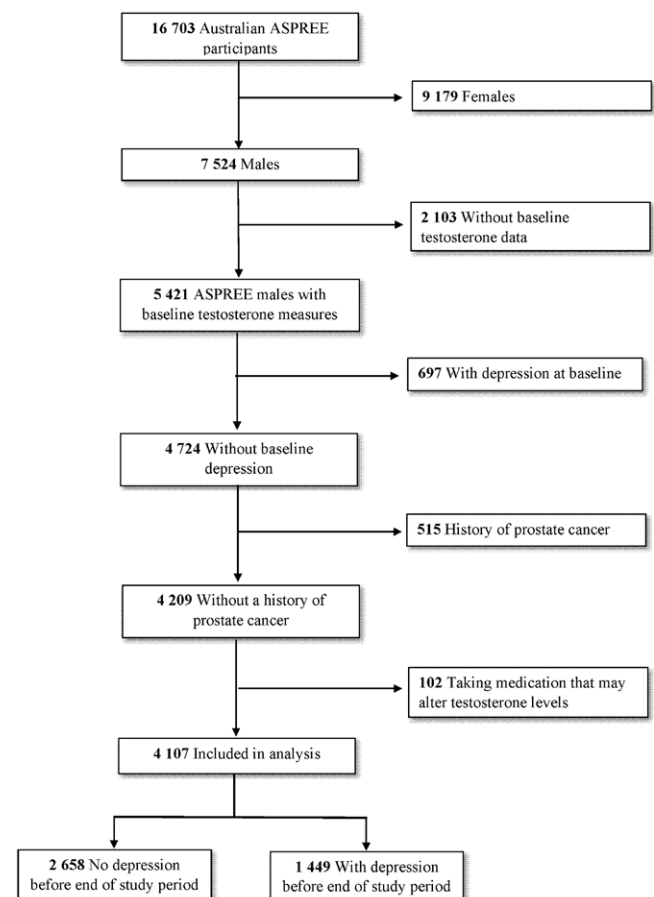 16 703 Australian ASPREE
participants
9 179 Females
7 524 Males
2 103 Without baseline
testosterone data
5 421 ASPREE males with
baseline testosterone measures
697 With depression at baseline
4 724 Without baseline
depression
515 History of prostate cancer
4 209 Without a history of
prostate cancer
102 Taking medication that may
alter testosterone levels
4 107 Included in analysis
2 658 No depression
before end of study period
1 449 With depression
before end of study period